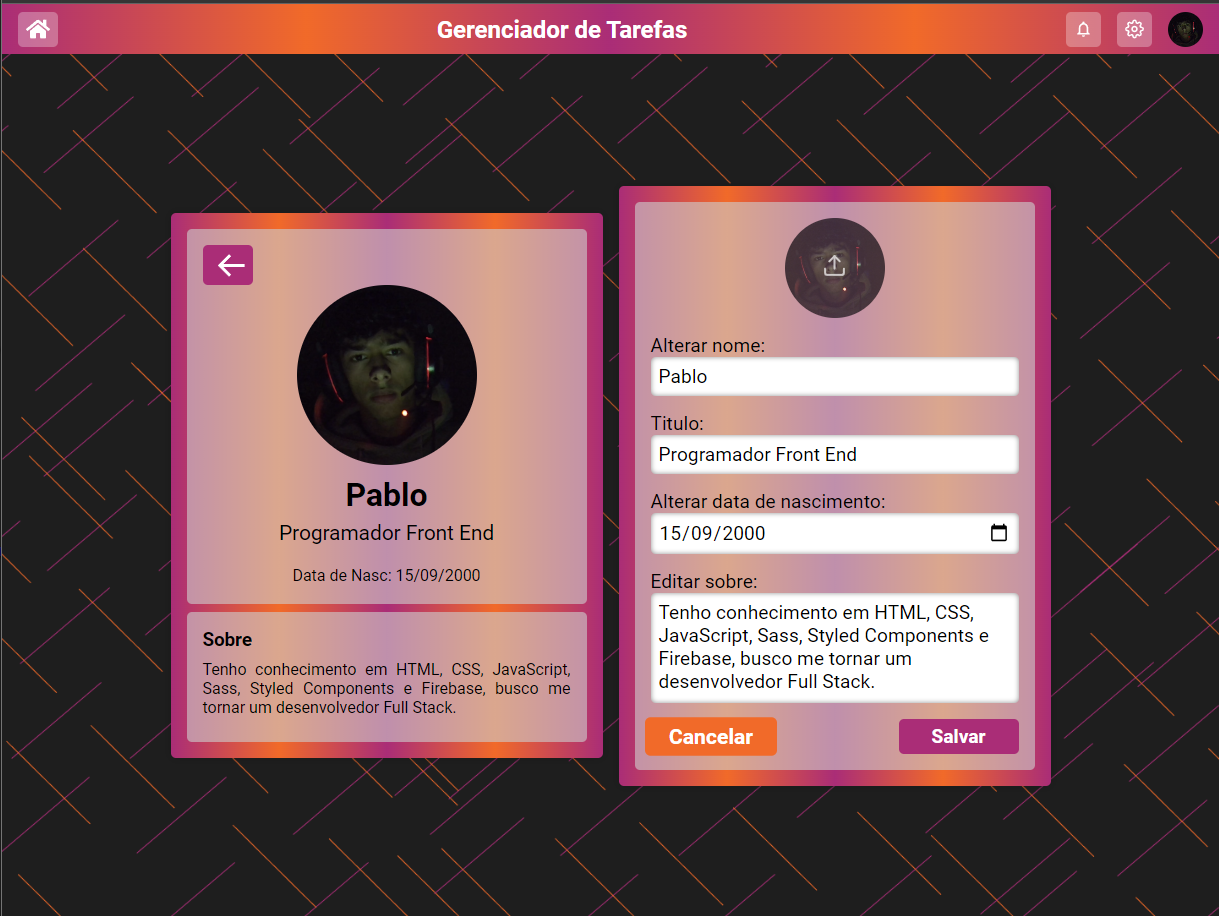 Gerenciador de Tarefas
Pablo
Programador Front End
Data de Nasc: 15/09/2000
Sobre
Tenho conhecimento em HTML, CSS, JavaScript,
Sass, Styled Components e Firebase, busco me
tornar um desenvolvedor Full Stack.
Alterar nome:
Pablo
Titulo:
Programador Front End
Alterar data de nascimento:
15/09/2000
Editar sobre:
Tenho conhecimento em HTML, CSS,
JavaScript, Sass, Styled Components e
Firebase, busco me tornar um
desenvolvedor Full Stack.
Cancelar
Salvar